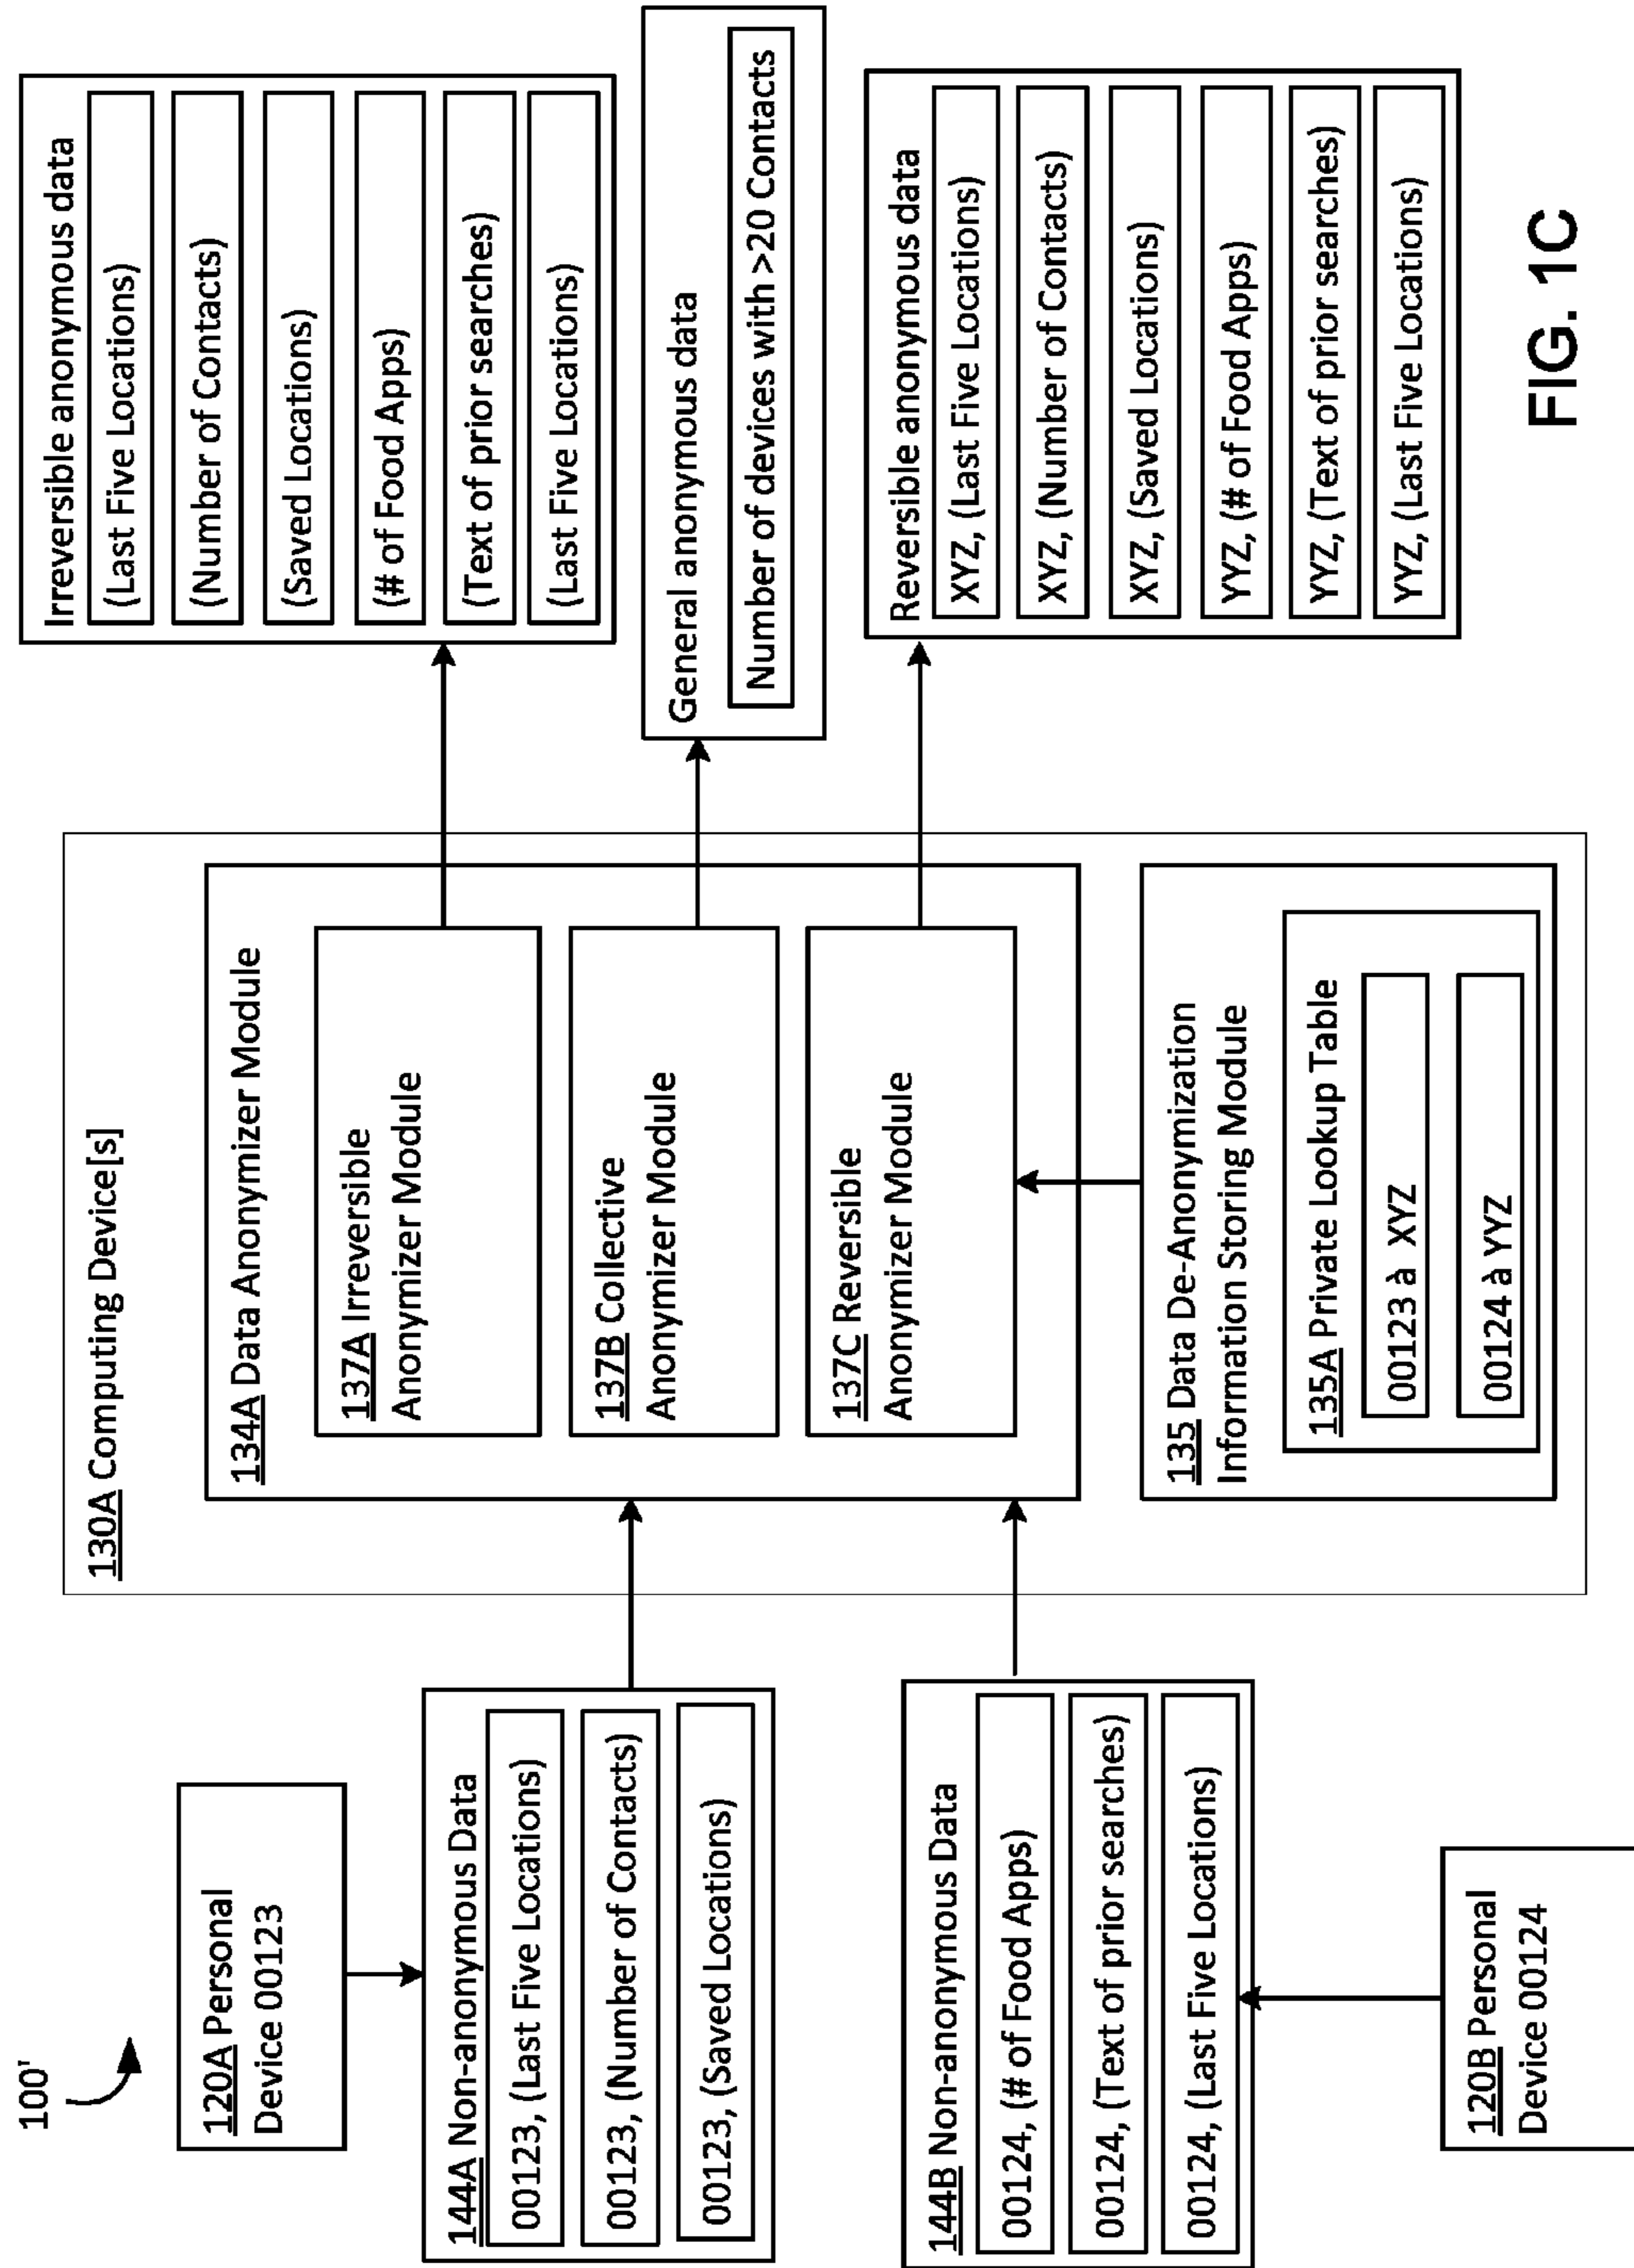 100'
120A Personal
Device 00123
144A Non-anonymous Data
00123, (Last Five Locations)
00123, (Number of Contacts)
00123, (Saved Locations)
144B Non-anonymous Data
00124, (# of Food Apps)
00124, (Text of prior searches)
00124, (Last Five Locations)
120B Personal
Device 00124
130A Computing Device[s]
134A Data Anonymizer Module
137A Irreversible
Anonymizer Module
137B Collective
Anonymizer Module
137C Reversible
Anonymizer Module
135 Data De-Anonymization
Information Storing Module
135A Private Lookup Table
00123 à XYZ
00124 à YYZ
Irreversible anonymous data
(Last Five Locations)
(Number of Contacts)
(Saved Locations)
(# of Food Apps)
(Text of prior searches)
(Last Five Locations)
General anonymous data
Number of devices with >20 Contacts
Reversible anonymous data
XYZ, (Last Five Locations)
XYZ, (Number of Contacts)
XYZ, (Saved Locations)
YYZ, (# of Food Apps)
YYZ, (Text of prior searches)
YYZ, (Last Five Locations)
FIG. 1C